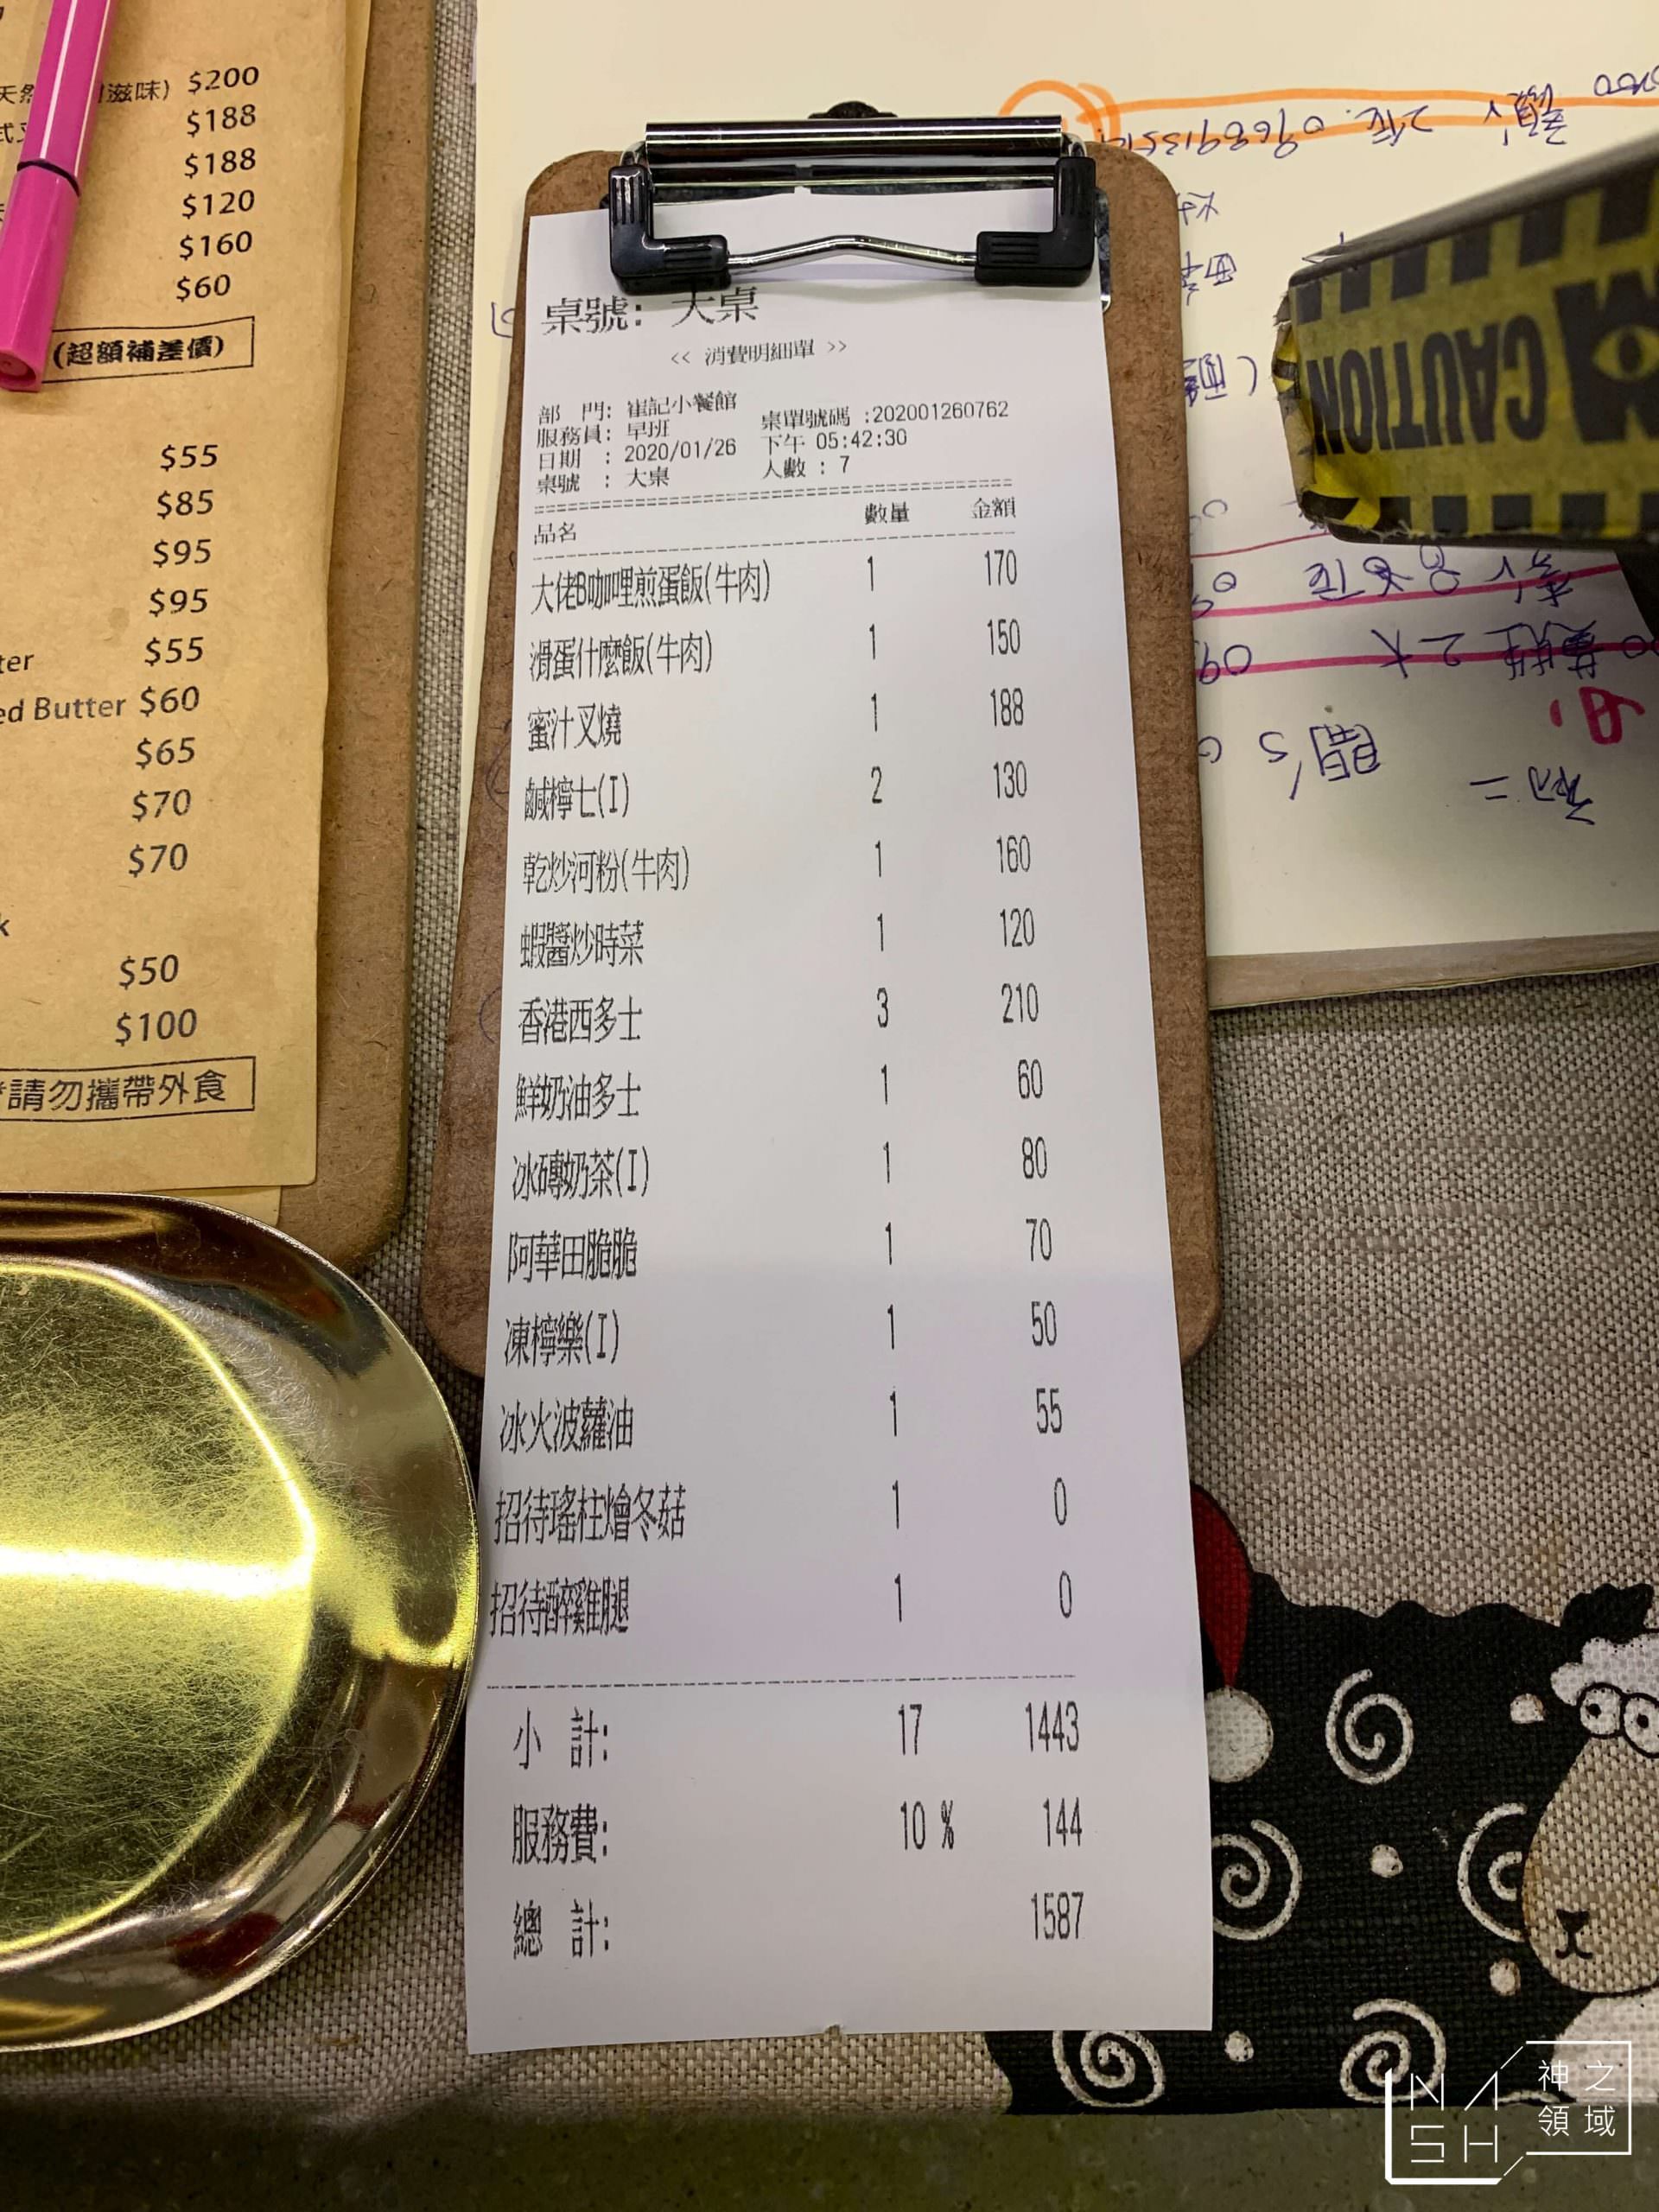 滋味) $200
$188
$188
$120
$160
$60
(超額補差價)
$55
$85
$95
$95
ter $55
ed Butter $60
$65
$70
$70
k
$50
$100
*請勿攜帶外食
桌號: 大桌
<< 消費明細單 >>
部 門: 崔記小餐館
服務員: 早班 桌單號碼 :202001260762
日期 : 2020/01/26 下午 05:42:30
桌號 : 大桌 人數 : 7
品名 數量 金額
大佬B咖哩煎蛋飯(牛肉) 1 170
滑蛋什麼飯(牛肉) 1 150
蜜汁叉燒 1 188
鹹檸七(I) 2 130
乾炒河粉(牛肉) 1 160
蝦醬炒時菜 1 120
香港西多士 3 210
鮮奶油多士 1 60
冰磚奶茶(I) 1 80
阿華田脆脆 1 70
凍檸樂(I) 1 50
冰火波蘿油 1 55
招待瑤柱燴冬菇 1 0
招待醉雞腿 1 0
小 計: 17 1443
服務費: 10 % 144
總 計: 1587
CAUTION
初二
NASH
神之
領域